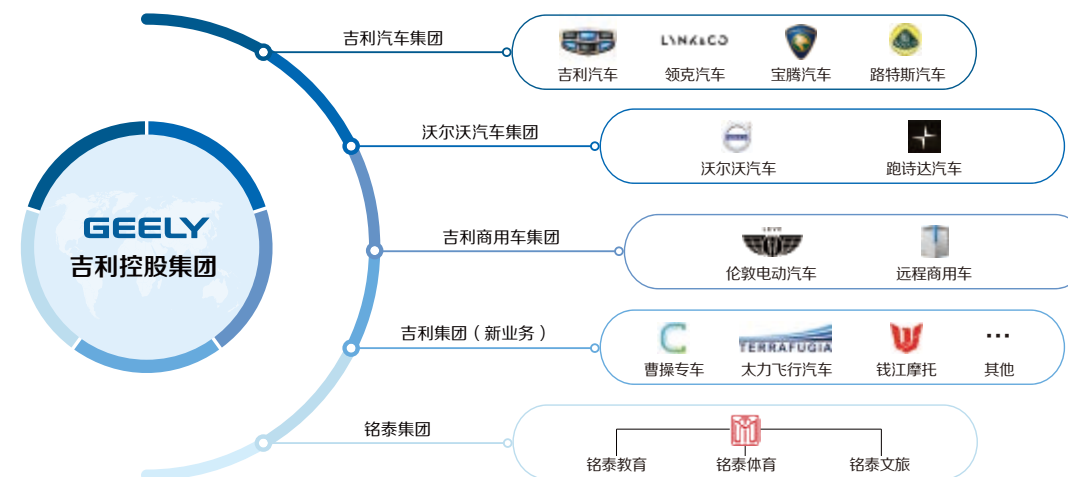 吉利汽车集团
吉利汽车
LYNK&CO
领克汽车
宝腾汽车
路特斯汽车
沃尔沃汽车集团
沃尔沃汽车
跑诗达汽车
GEELY
吉利控股集团
吉利商用车集团
LEVC
伦敦电动汽车
远程商用车
吉利集团（新业务）
曹操专车
TERRAFUGIA
太力飞行汽车
钱江摩托
···
其他
铭泰集团
铭泰教育
铭泰体育
铭泰文旅